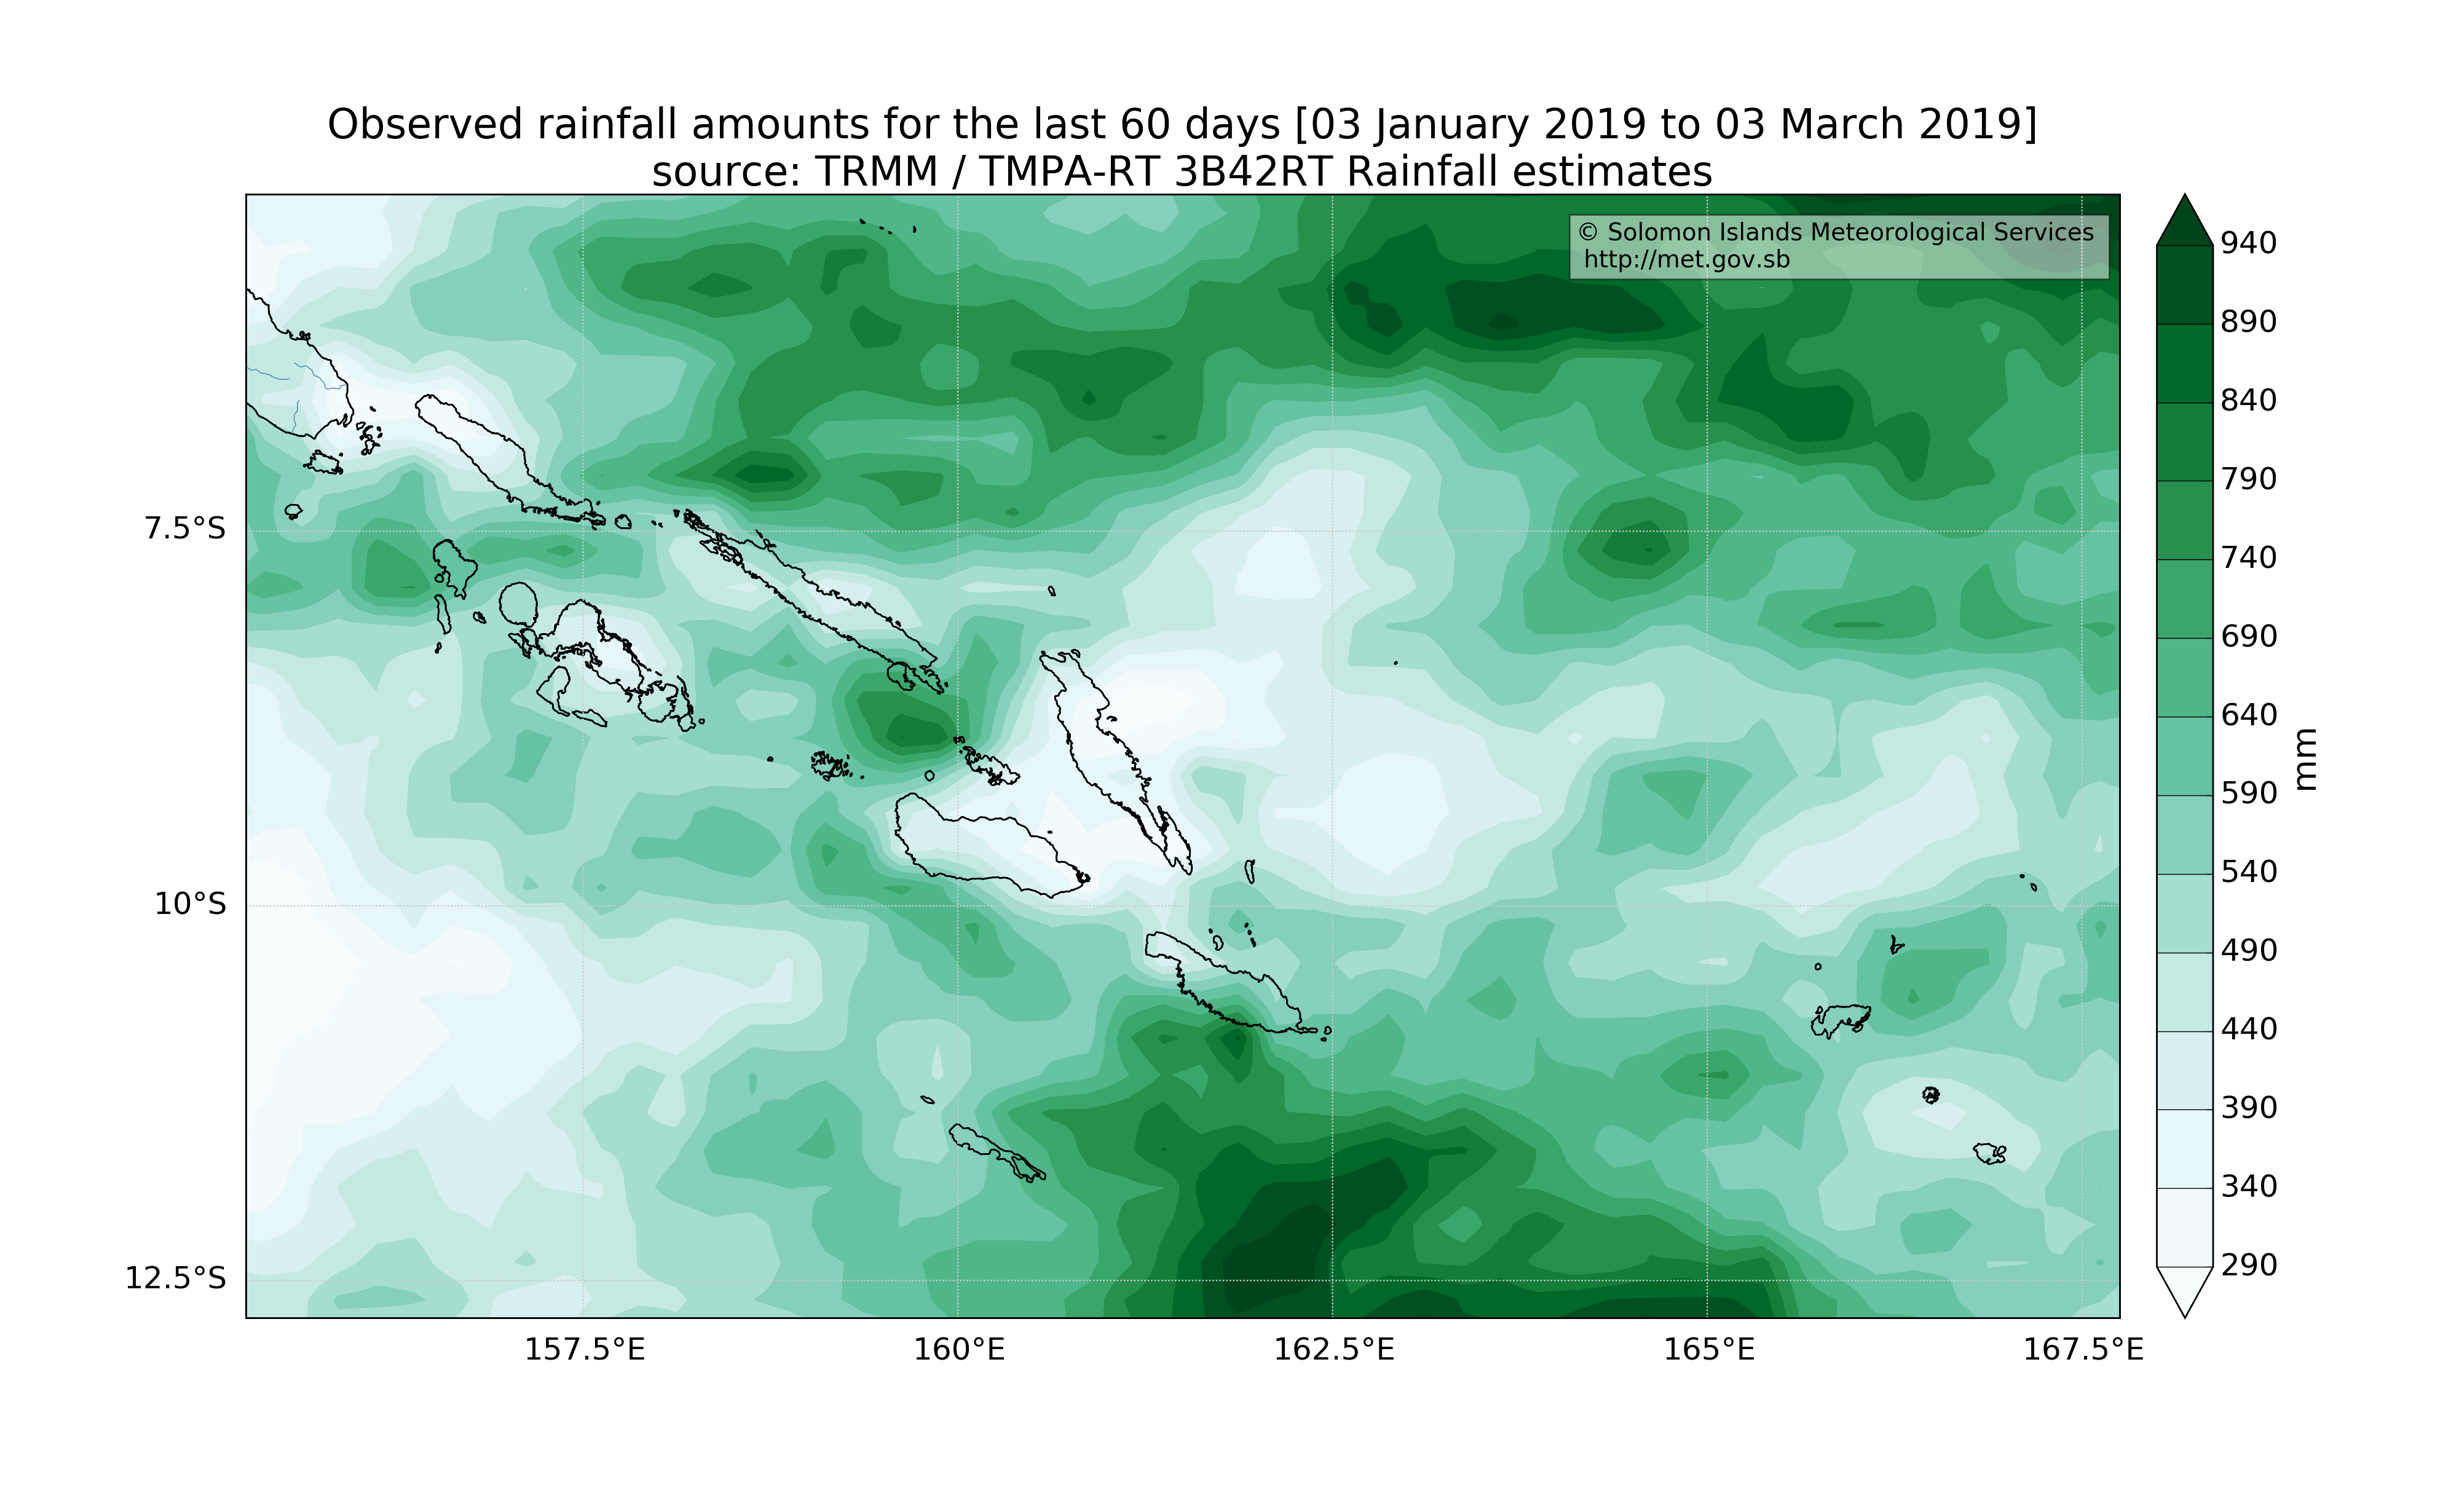 Observed rainfall amounts for the last 60 days [03 January 2019 to 03 March 2019]
source: TRMM / TMPA-RT 3B42RT Rainfall estimates
© Solomon Islands Meteorological Services
http://met.gov.sb
7.5°S
10°S
12.5°S
157.5°E
160°E
162.5°E
165°E
167.5°E
940
890
840
790
740
690
640
590
540
490
440
390
340
290
mm